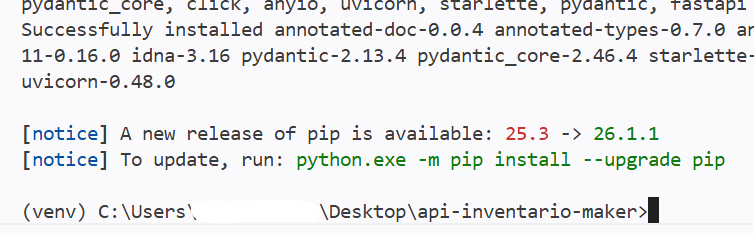 pydantic_core, click, anyio, uvicorn, starlette, pydantic, fastapi
Successfully installed annotated-doc-0.0.4 annotated-types-0.7.0 an
11-0.16.0 idna-3.16 pydantic-2.13.4 pydantic_core-2.46.4 starlette-
uvicorn-0.48.0
[notice] A new release of pip is available: 25.3 -> 26.1.1
[notice] To update, run: python.exe -m pip install --upgrade pip
(venv) C:\Users\ \Desktop\api-inventario-maker>